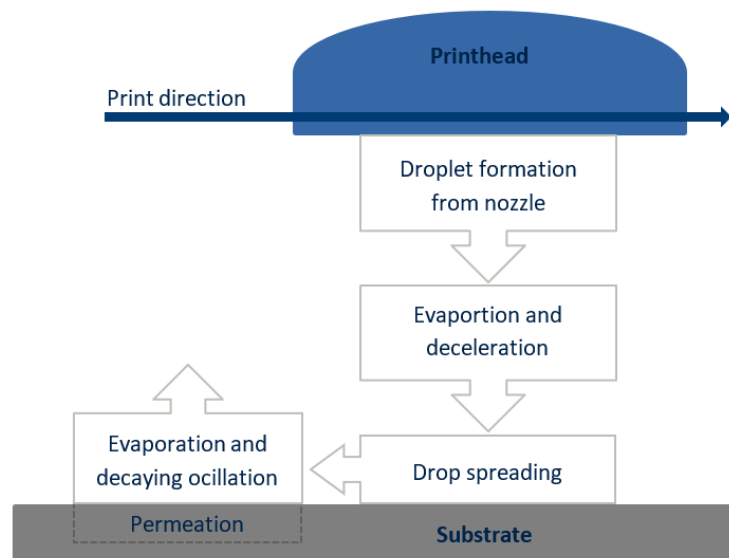 Printhead
Print direction
Droplet formation
from nozzle
Evaportion and
deceleration
Evaporation and
decaying ocillation
Drop spreading
Permeation
Substrate